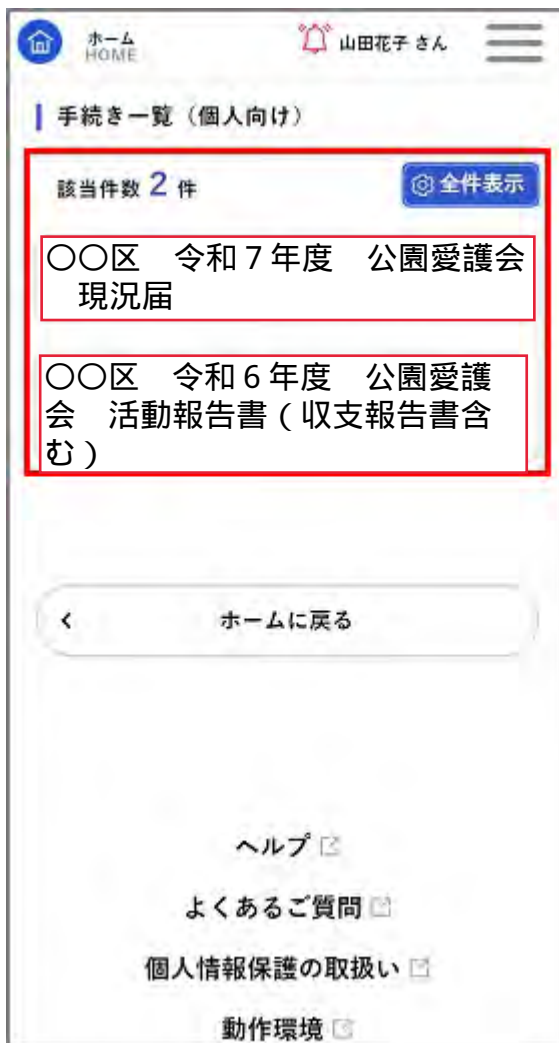 ホーム
HOME
山田花子 さん
手続き一覧（個人向け）
該当件数 2 件
全件表示
〇〇区　令和７年度　公園愛護会
現況届
〇〇区　令和６年度　公園愛護
会　活動報告書（収支報告書含
む）
ホームに戻る
ヘルプ
よくあるご質問
個人情報保護の取扱い
動作環境